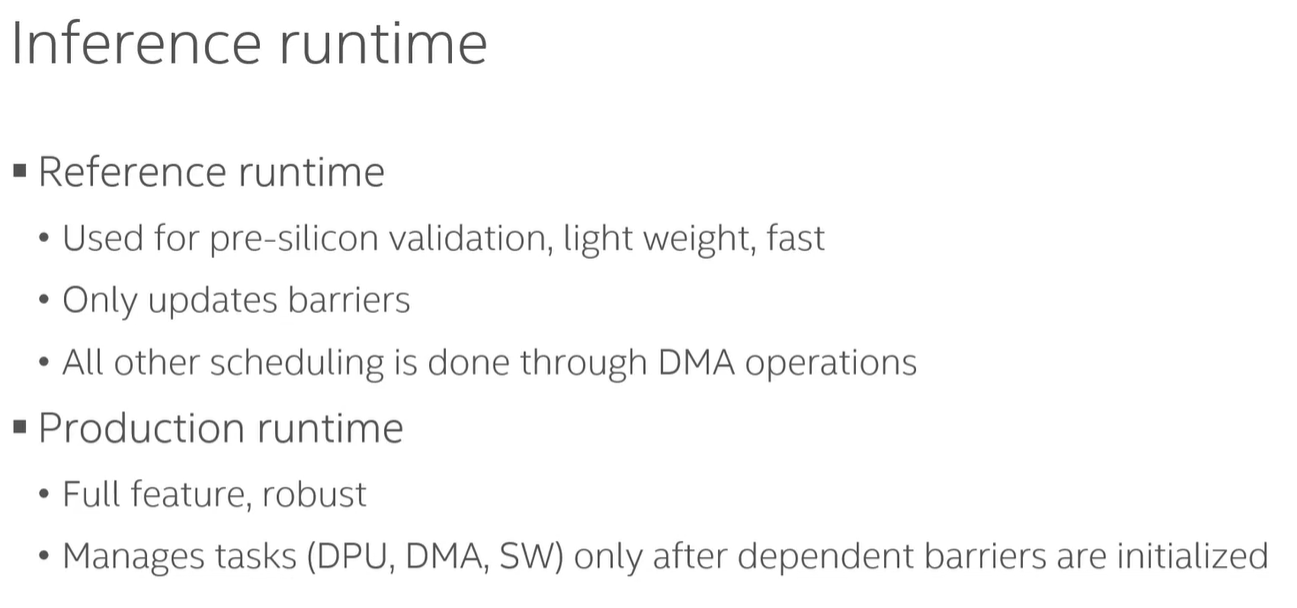 Inference runtime
▪ Reference runtime
• Used for pre-silicon validation, light weight, fast
• Only updates barriers
• All other scheduling is done through DMA operations
▪ Production runtime
• Full feature, robust
• Manages tasks (DPU, DMA, SW) only after dependent barriers are initialized